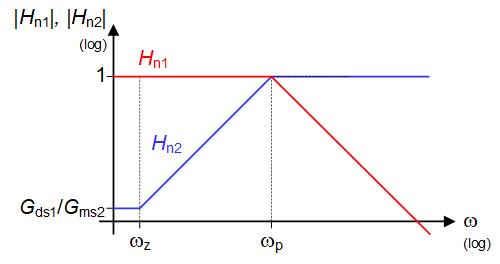 |Hn1|, |Hn2|
(log)
Hn1
1
Hn2
Gds1/Gms2
ω
ωz
ωp
(log)